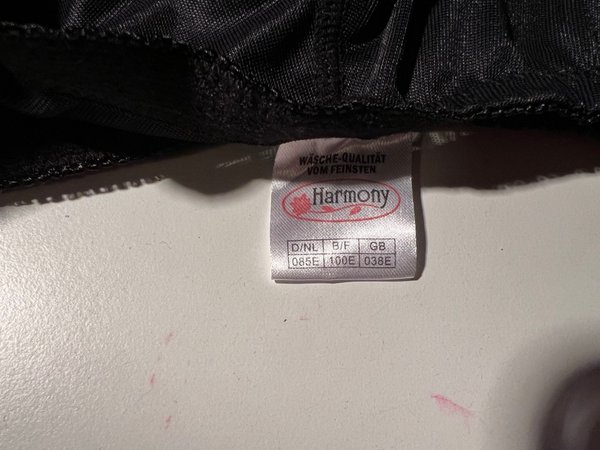 WÄSCHE-QUALITÄT
VOM FEINSTEN
Harmony
D/NL B/F GB
085E 100E 038E